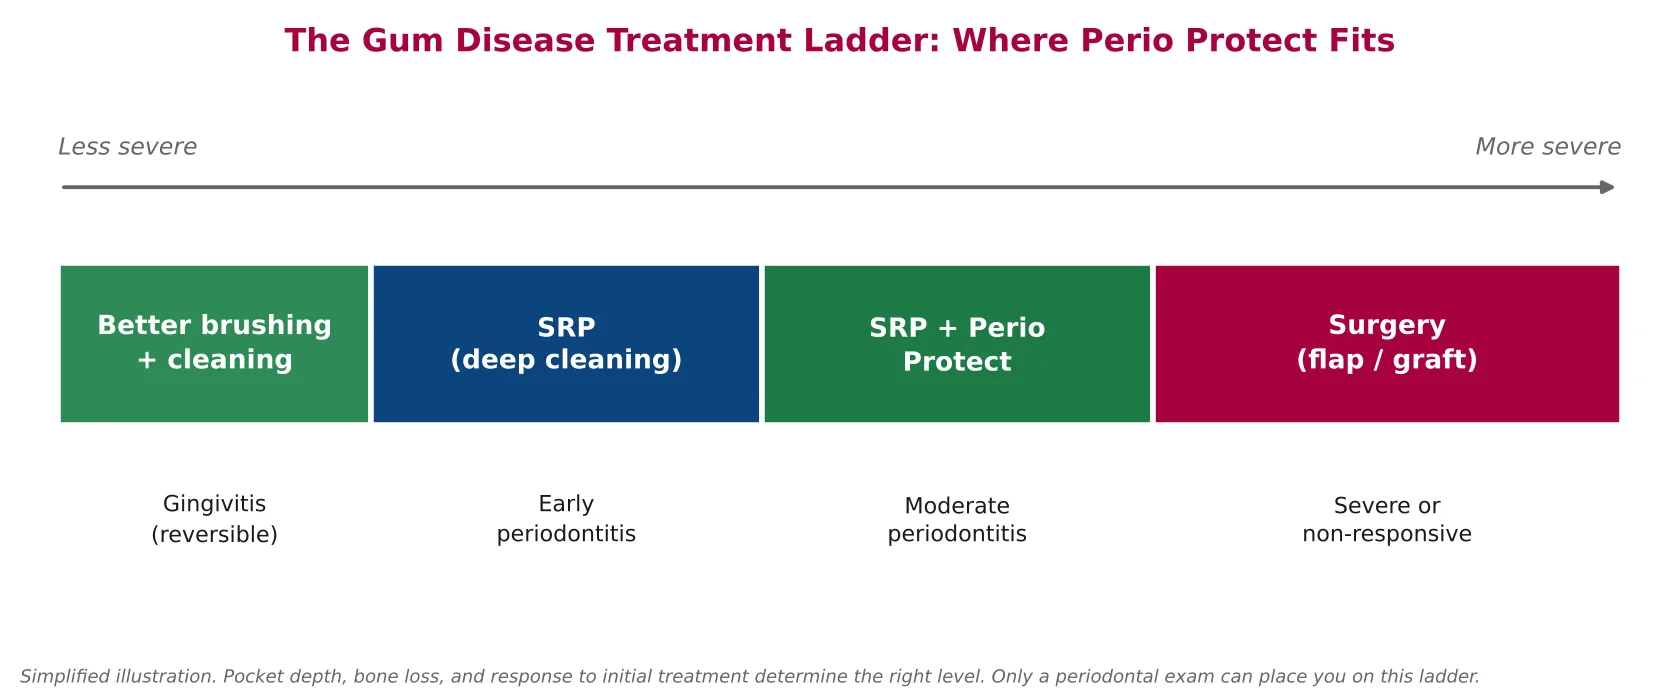 The Gum Disease Treatment Ladder: Where Perio Protect Fits
Less severe
More severe
Better brushing
+ cleaning
SRP
(deep cleaning)
SRP + Perio
Protect
Surgery
(flap / graft)
Gingivitis
(reversible)
Early
periodontitis
Moderate
periodontitis
Severe or
non-responsive
Simplified illustration. Pocket depth, bone loss, and response to initial treatment determine the right level. Only a periodontal exam can place you on this ladder.